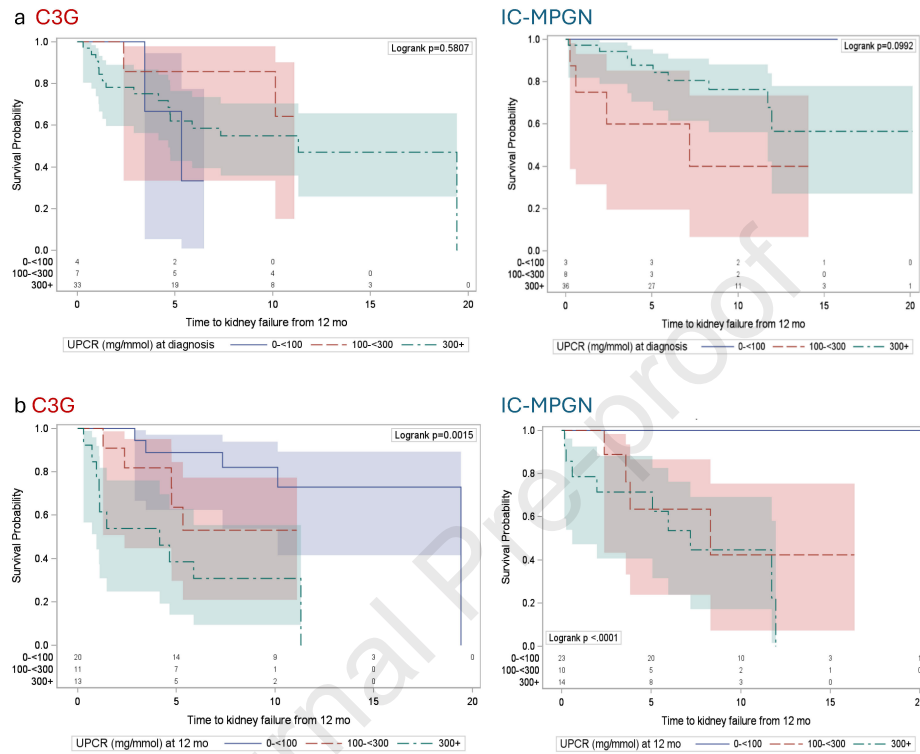 a C3G
IC-MPGN
1.0
0.8
0.6
0.4
0.2
0.0
Survival Probability
Logrank p=0.5807
0-<100 4 2 0
100-<300 7 5 4 0
300+ 33 19 8 3 0
0 5 10 15 20
Time to kidney failure from 12 mo
UPCR (mg/mmol) at diagnosis 0-<100 100-<300 300+
1.0
0.8
0.6
0.4
0.2
0.0
Survival Probability
Logrank p=0.0992
0-<100 3 3 2 1 0
100-<300 8 3 2 0
300+ 36 27 11 3 1
0 5 10 15 20
Time to kidney failure from 12 mo
UPCR (mg/mmol) at diagnosis 0-<100 100-<300 300+
b C3G
IC-MPGN
1.0
0.8
0.6
0.4
0.2
0.0
Survival Probability
Logrank p=0.0015
0-<100 20 14 9 3 0
100-<300 11 7 1 0
300+ 13 5 2 0
0 5 10 15 20
Time to kidney failure from 12 mo
UPCR (mg/mmol) at 12 mo 0-<100 100-<300 300+
1.0
0.8
0.6
0.4
0.2
0.0
Survival Probability
Logrank p <.0001
0-<100 23 20 10 3 1
100-<300 10 5 2 1 0
300+ 14 8 3 0
0 5 10 15 20
Time to kidney failure from 12 mo
UPCR (mg/mmol) at 12 mo 0-<100 100-<300 300+
rnal Pre-proof